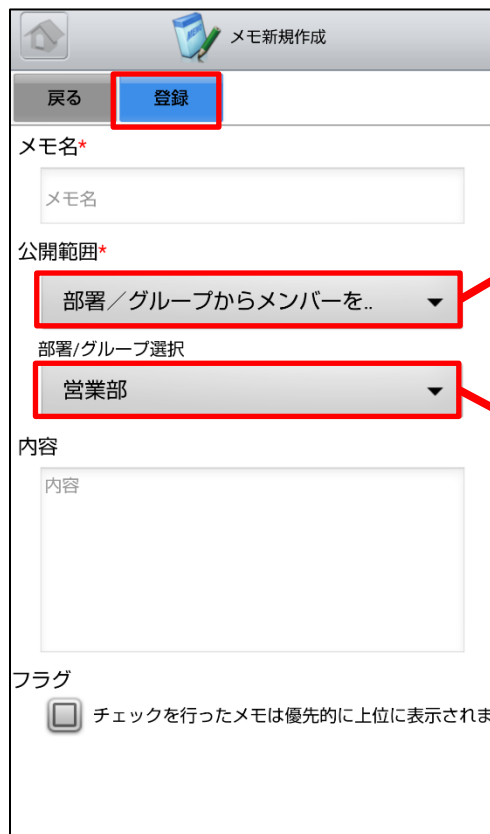 メモ新規作成
戻る 登録
メモ名*
メモ名
公開範囲*
部署／グループからメンバーを..
部署/グループ選択
営業部
内容
内容
フラグ
チェックを行ったメモは優先的に上位に表示されま